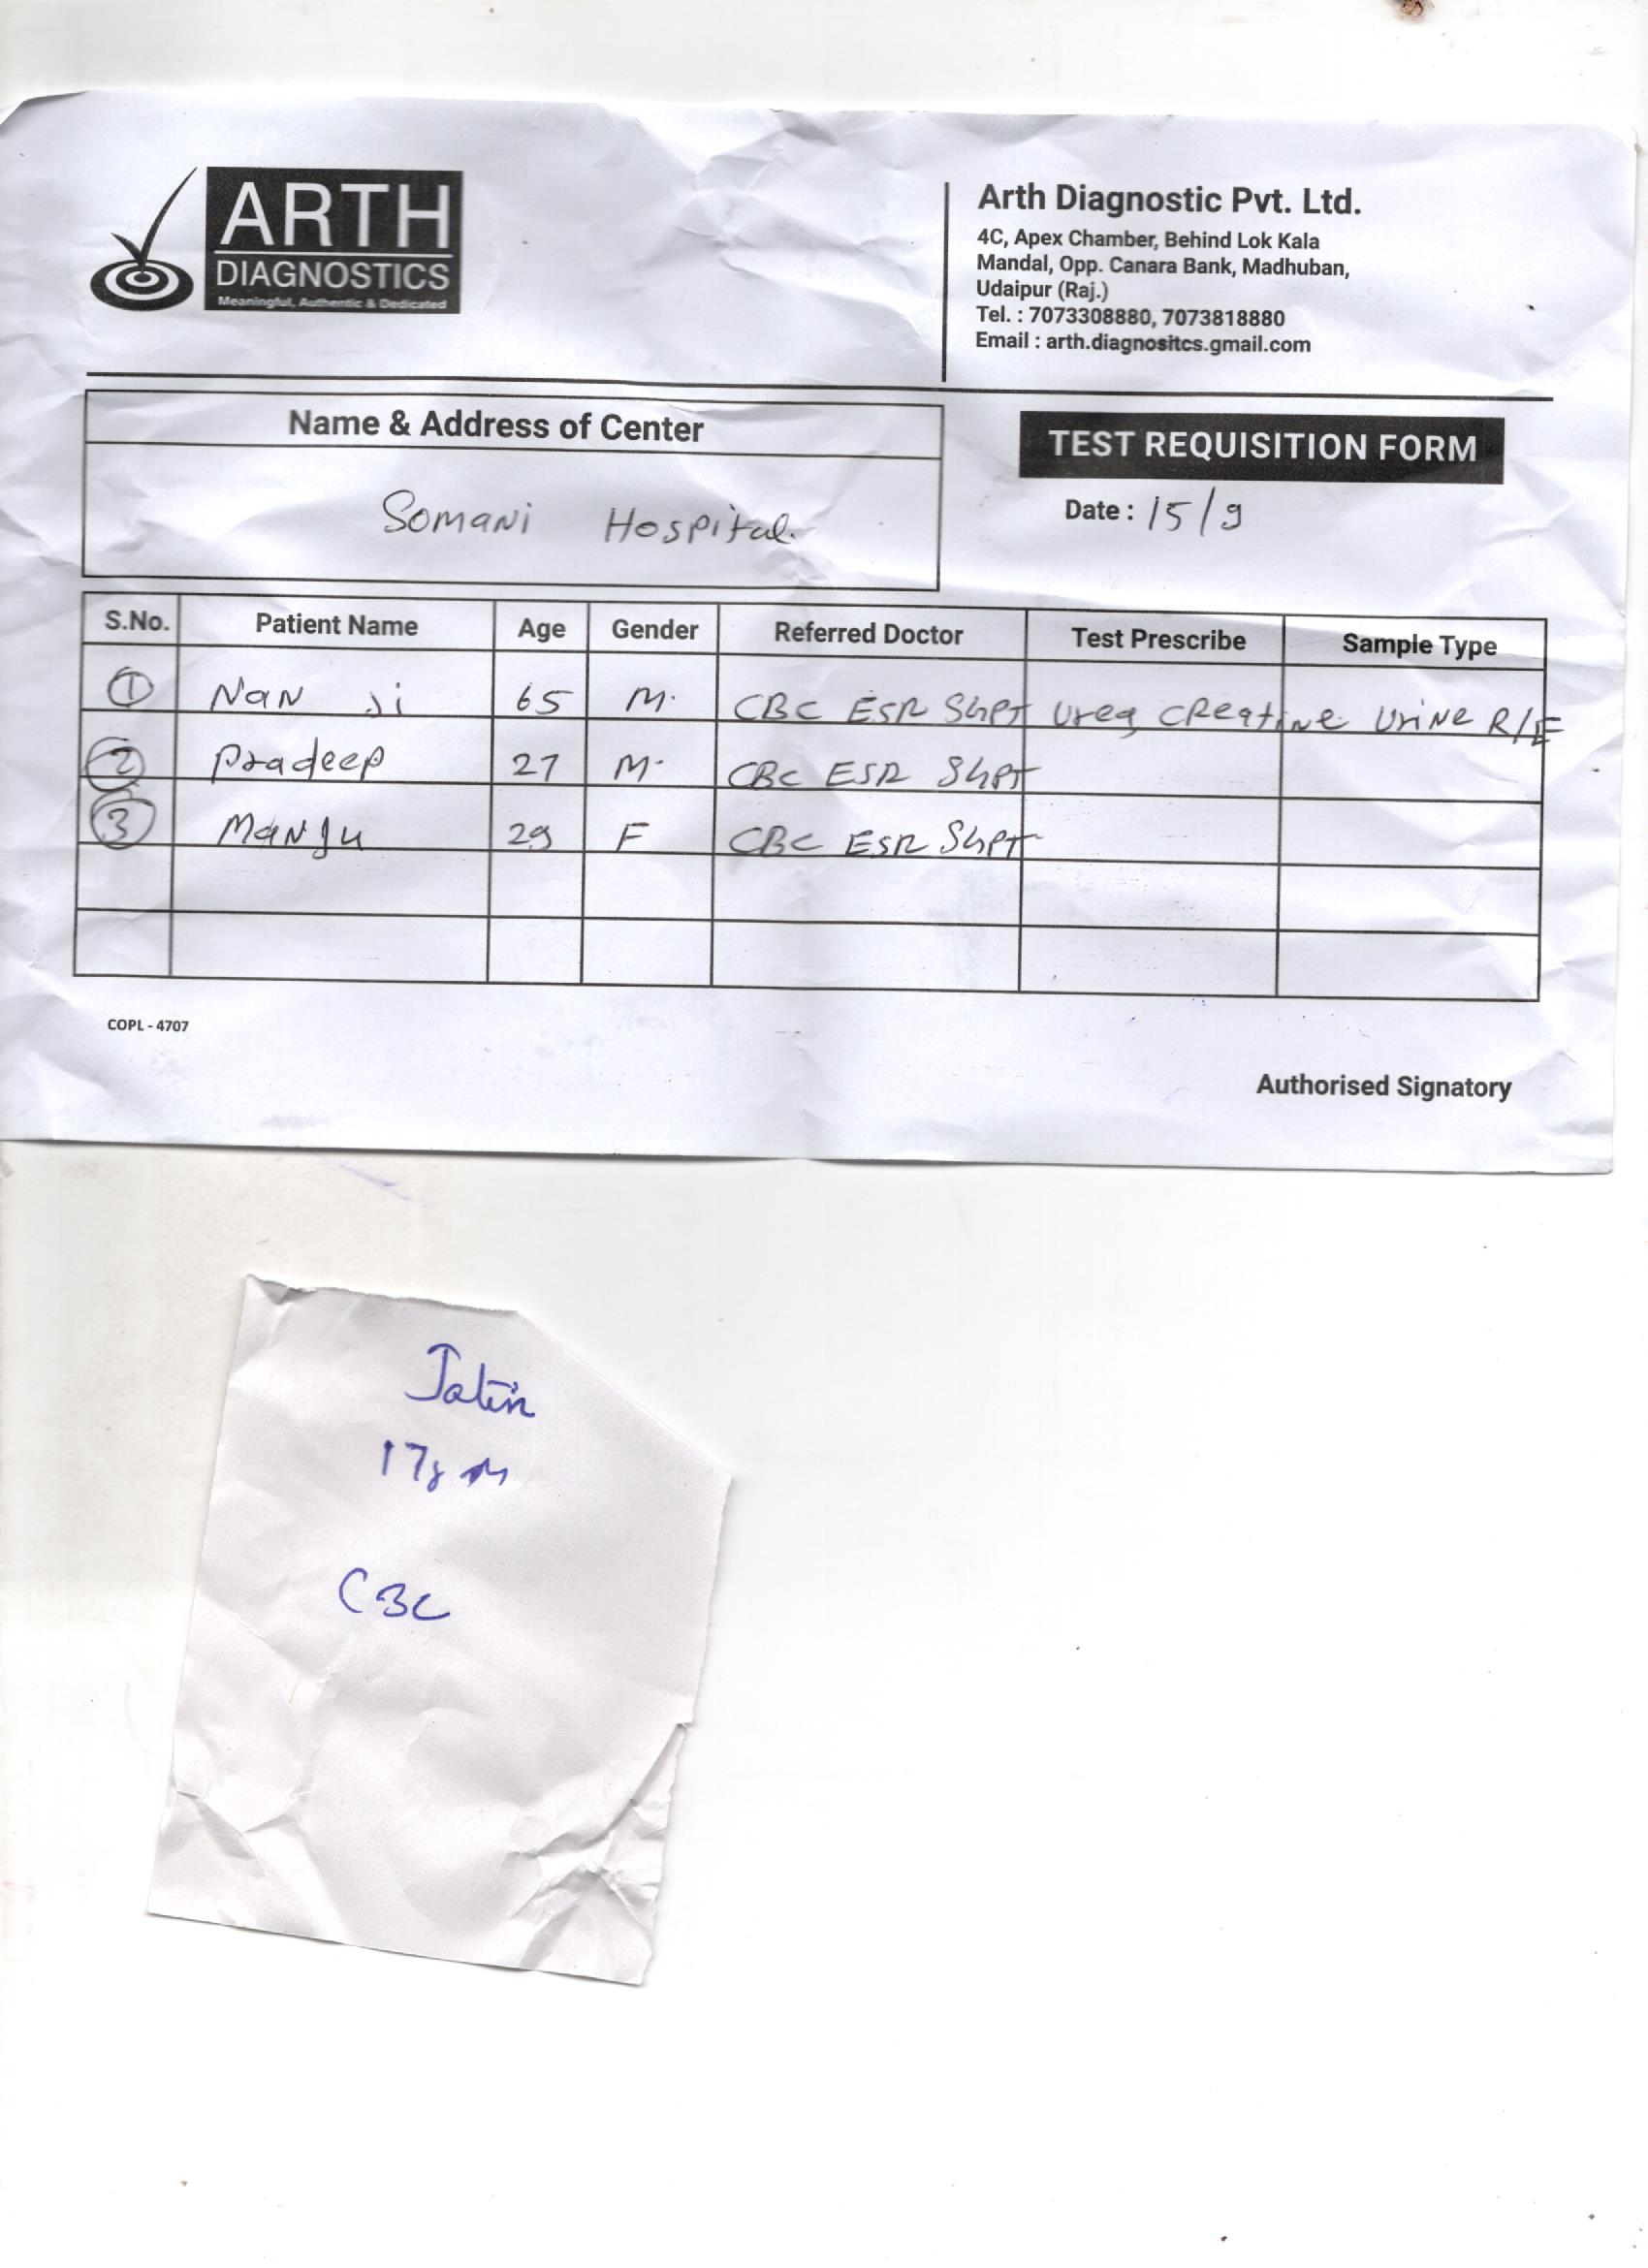 ARTH
DIAGNOSTICS
Meaningful, Authentic & Dedicated
Arth Diagnostic Pvt. Ltd.
4C, Apex Chamber, Behind Lok Kala
Mandal, Opp. Canara Bank, Madhuban,
Udaipur (Raj.)
Tel. : 7073308880, 7073818880
Email : arth.diagnositcs.gmail.com
Name & Address of Center
Somani Hospital
TEST REQUISITION FORM
Date : 15/9
S.No. Patient Name Age Gender Referred Doctor Test Prescribe Sample Type
1 Nan Ji 65 M. CBC ESR SGPT Urea Creatine Urine R/E
2 Pradeep 27 M. CBC ESR SGPT
3 Manju 29 F CBC ESR SGPT
COPL - 4707
Authorised Signatory
Jatin
17y M
CBC